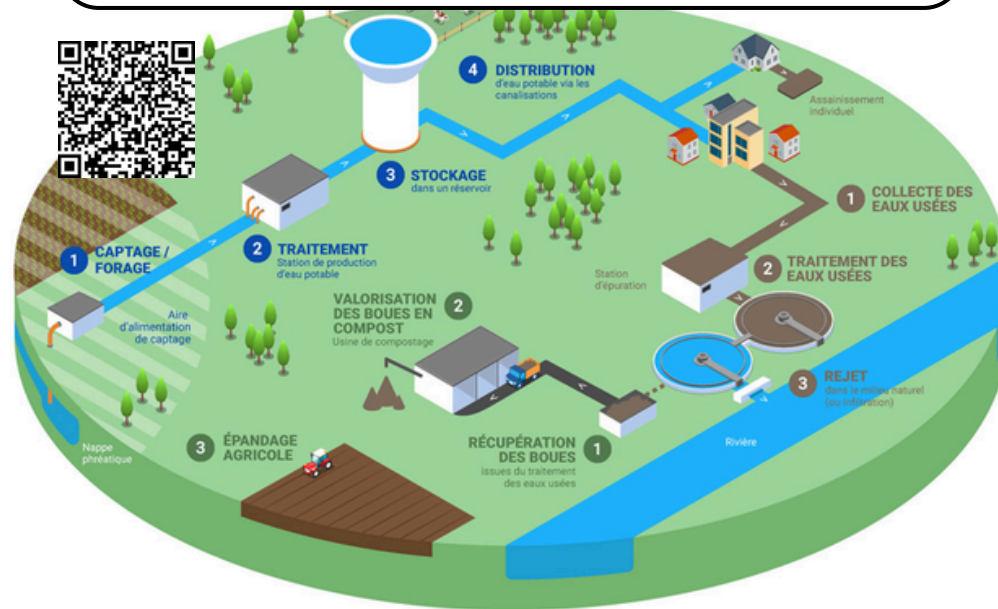 4 DISTRIBUTION
d'eau potable via les
canalisations
Assainissement
individuel
3 STOCKAGE
dans un réservoir
1 COLLECTE DES
EAUX USÉES
1 CAPTAGE /
FORAGE
2 TRAITEMENT
Station de production
d'eau potable
2 TRAITEMENT DES
EAUX USÉES
Station
d'épuration
Aire
d'alimentation
de captage
VALORISATION
DES BOUES EN
COMPOST
2
Usine de compostage
3 REJET
dans le milieu naturel
(ou infiltration)
Nappe
phréatique
3 ÉPANDAGE
AGRICOLE
RÉCUPÉRATION
DES BOUES
1
issues du traitement
des eaux usées
Rivière